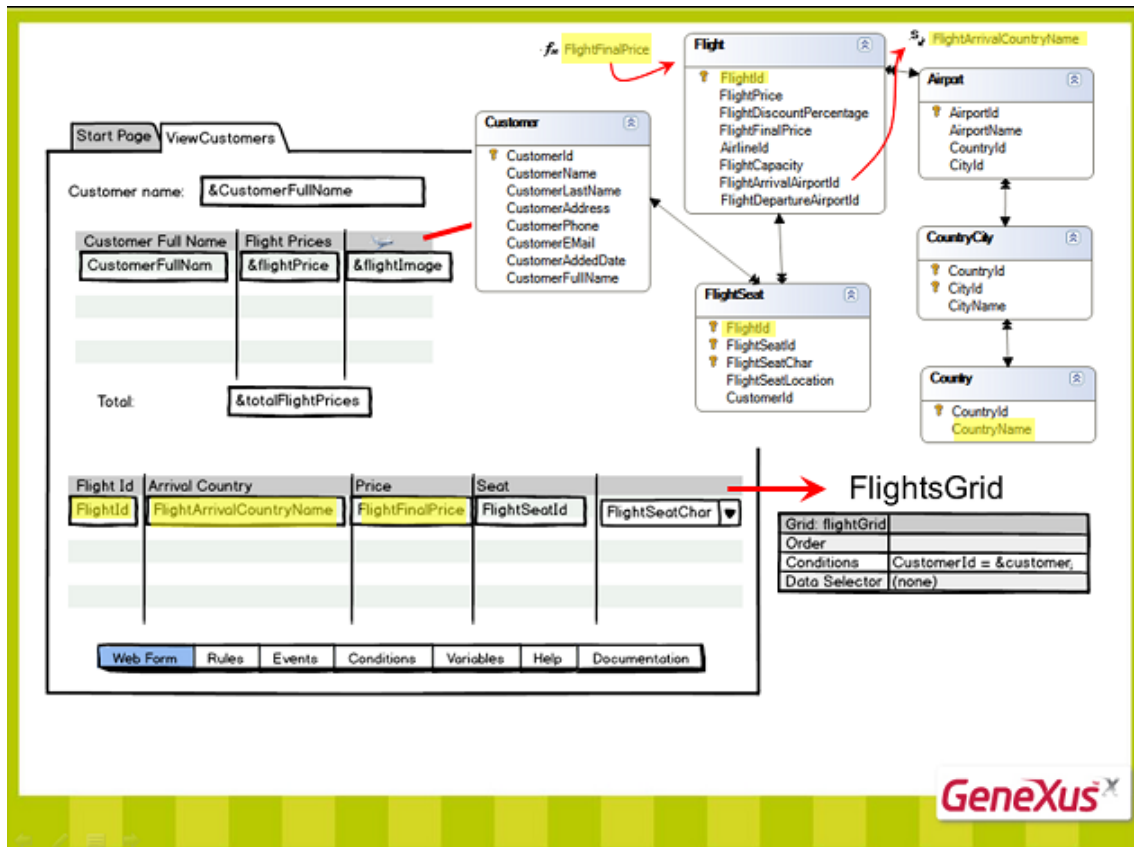 fx FlightFinalPrice
FlightArrivalCountryName
Flight
FlightId
FlightPrice
FlightDiscountPercentage
FlightFinalPrice
AirlineId
FlightCapacity
FlightArrivalAirportId
FlightDepartureAirportId
Airport
AirportId
AirportName
CountryId
CityId
Customer
CustomerId
CustomerName
CustomerLastName
CustomerAddress
CustomerPhone
CustomerEMail
CustomerAddedDate
CustomerFullName
CountryCity
CountryId
CityId
CityName
FlightSeat
FlightId
FlightSeatId
FlightSeatChar
FlightSeatLocation
CustomerId
Country
CountryId
CountryName
Start Page ViewCustomers
Customer name: &CustomerFullName
Customer Full Name Flight Prices
CustomerFullNam &flightPrice &flightImage
Total: &totalFlightPrices
Flight Id Arrival Country Price Seat
FlightId FlightArrivalCountryName FlightFinalPrice FlightSeatId FlightSeatChar
FlightsGrid
Grid: flightGrid
Order
Conditions CustomerId = &customer,
Data Selector (none)
Web Form Rules Events Conditions Variables Help Documentation
GeneXus X